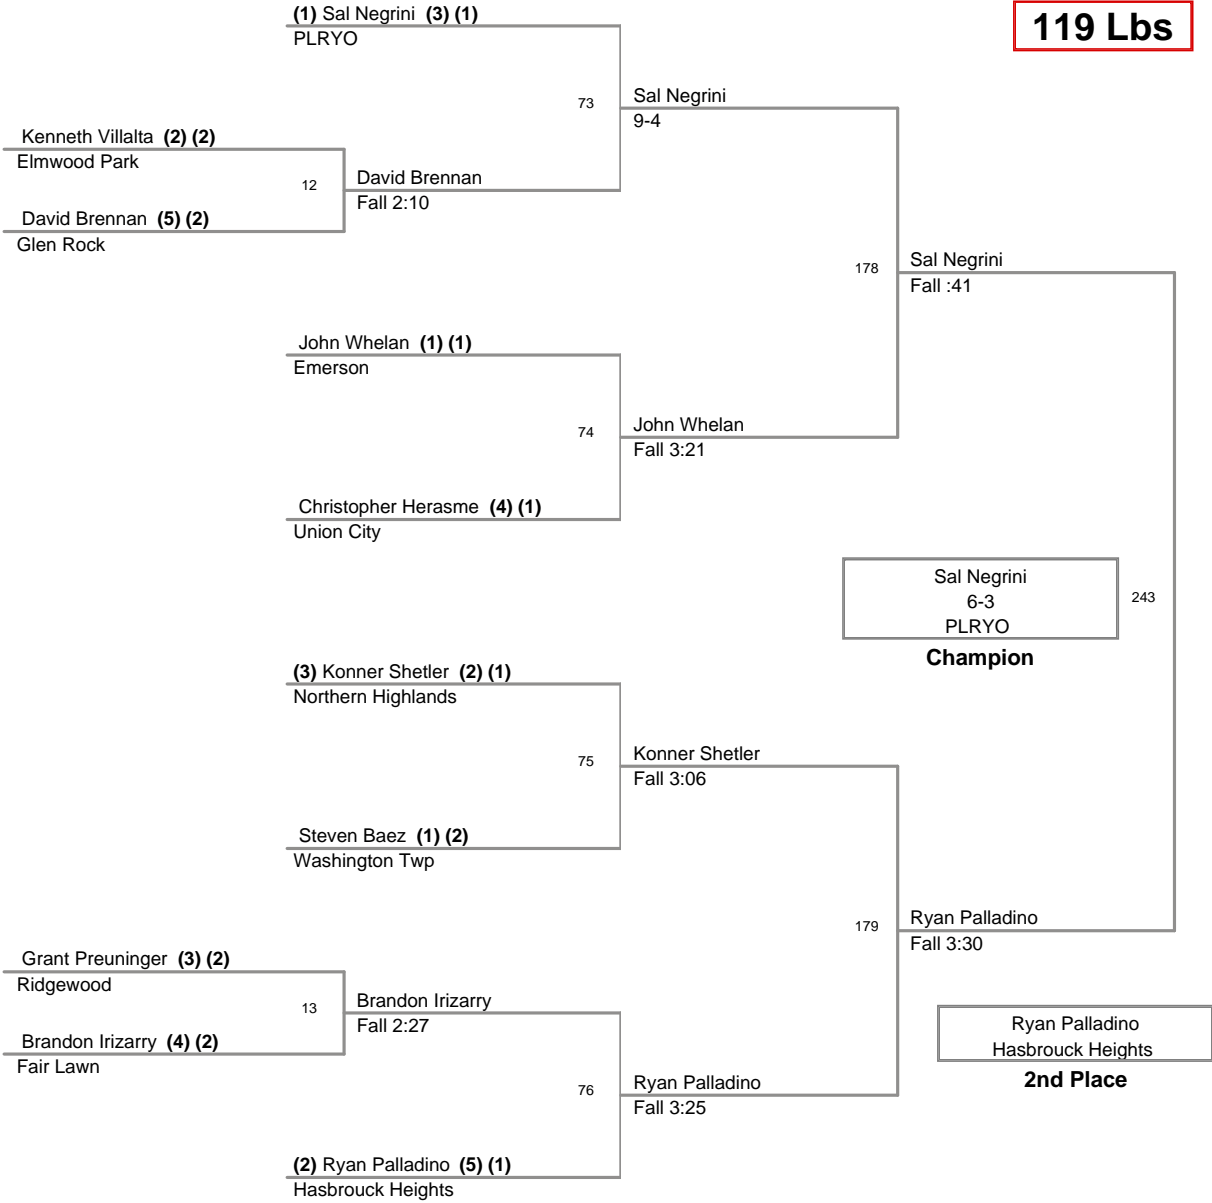 (1) Sal Negrini (3) (1)
PLRYO
119 Lbs
73
Sal Negrini
9-4
Kenneth Villalta (2) (2)
Elmwood Park
12
David Brennan
Fall 2:10
David Brennan (5) (2)
Glen Rock
178
Sal Negrini
Fall :41
John Whelan (1) (1)
Emerson
74
John Whelan
Fall 3:21
Christopher Herasme (4) (1)
Union City
Sal Negrini
6-3
PLRYO
243
Champion
(3) Konner Shetler (2) (1)
Northern Highlands
75
Konner Shetler
Fall 3:06
Steven Baez (1) (2)
Washington Twp
179
Ryan Palladino
Fall 3:30
Grant Preuninger (3) (2)
Ridgewood
13
Brandon Irizarry
Fall 2:27
Brandon Irizarry (4) (2)
Fair Lawn
Ryan Palladino
Hasbrouck Heights
2nd Place
76
Ryan Palladino
Fall 3:25
(2) Ryan Palladino (5) (1)
Hasbrouck Heights